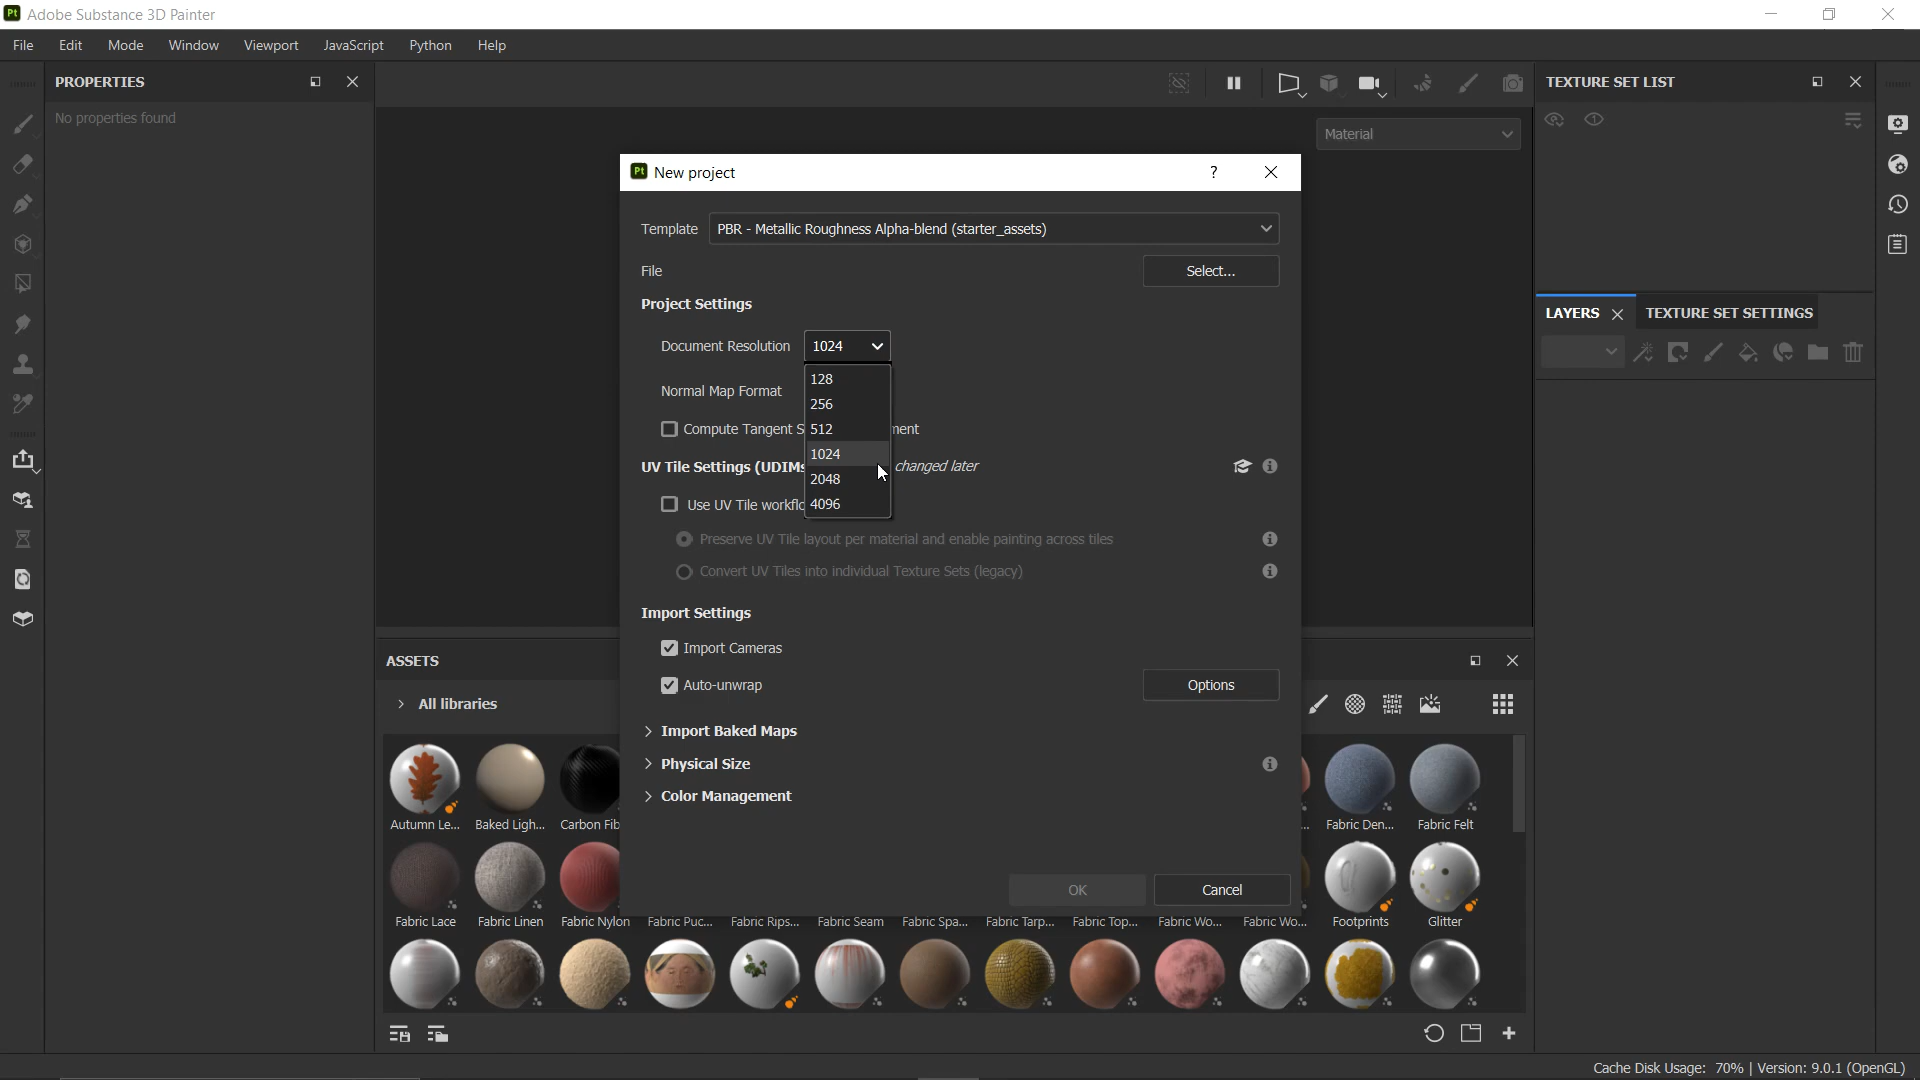 Pt Adobe Substance 3D Painter
File Edit Mode Window Viewport JavaScript Python Help
PROPERTIES
No properties found
Material
TEXTURE SET LIST
LAYERS
TEXTURE SET SETTINGS
Pt New project ?
Template PBR - Metallic Roughness Alpha-blend (starter_assets)
File Select...
Project Settings
Document Resolution 1024
128
256
512
1024
2048
4096
Normal Map Format
Compute Tangent S ment
UV Tile Settings (UDIMs changed later
Use UV Tile workflo
Preserve UV Tile layout per material and enable painting across tiles
Convert UV Tiles into individual Texture Sets (legacy)
Import Settings
Import Cameras
Auto-unwrap Options
Import Baked Maps
Physical Size
Color Management
OK Cancel
ASSETS
All libraries
Autumn Le... Baked Ligh... Carbon Fib Fabric Den... Fabric Felt
Fabric Lace Fabric Linen Fabric Nylon Fabric Puc... Fabric Rips... Fabric Seam Fabric Spa... Fabric Tarp... Fabric Top... Fabric Wo... Fabric Wo... Footprints Glitter
Cache Disk Usage: 70% | Version: 9.0.1 (OpenGL)